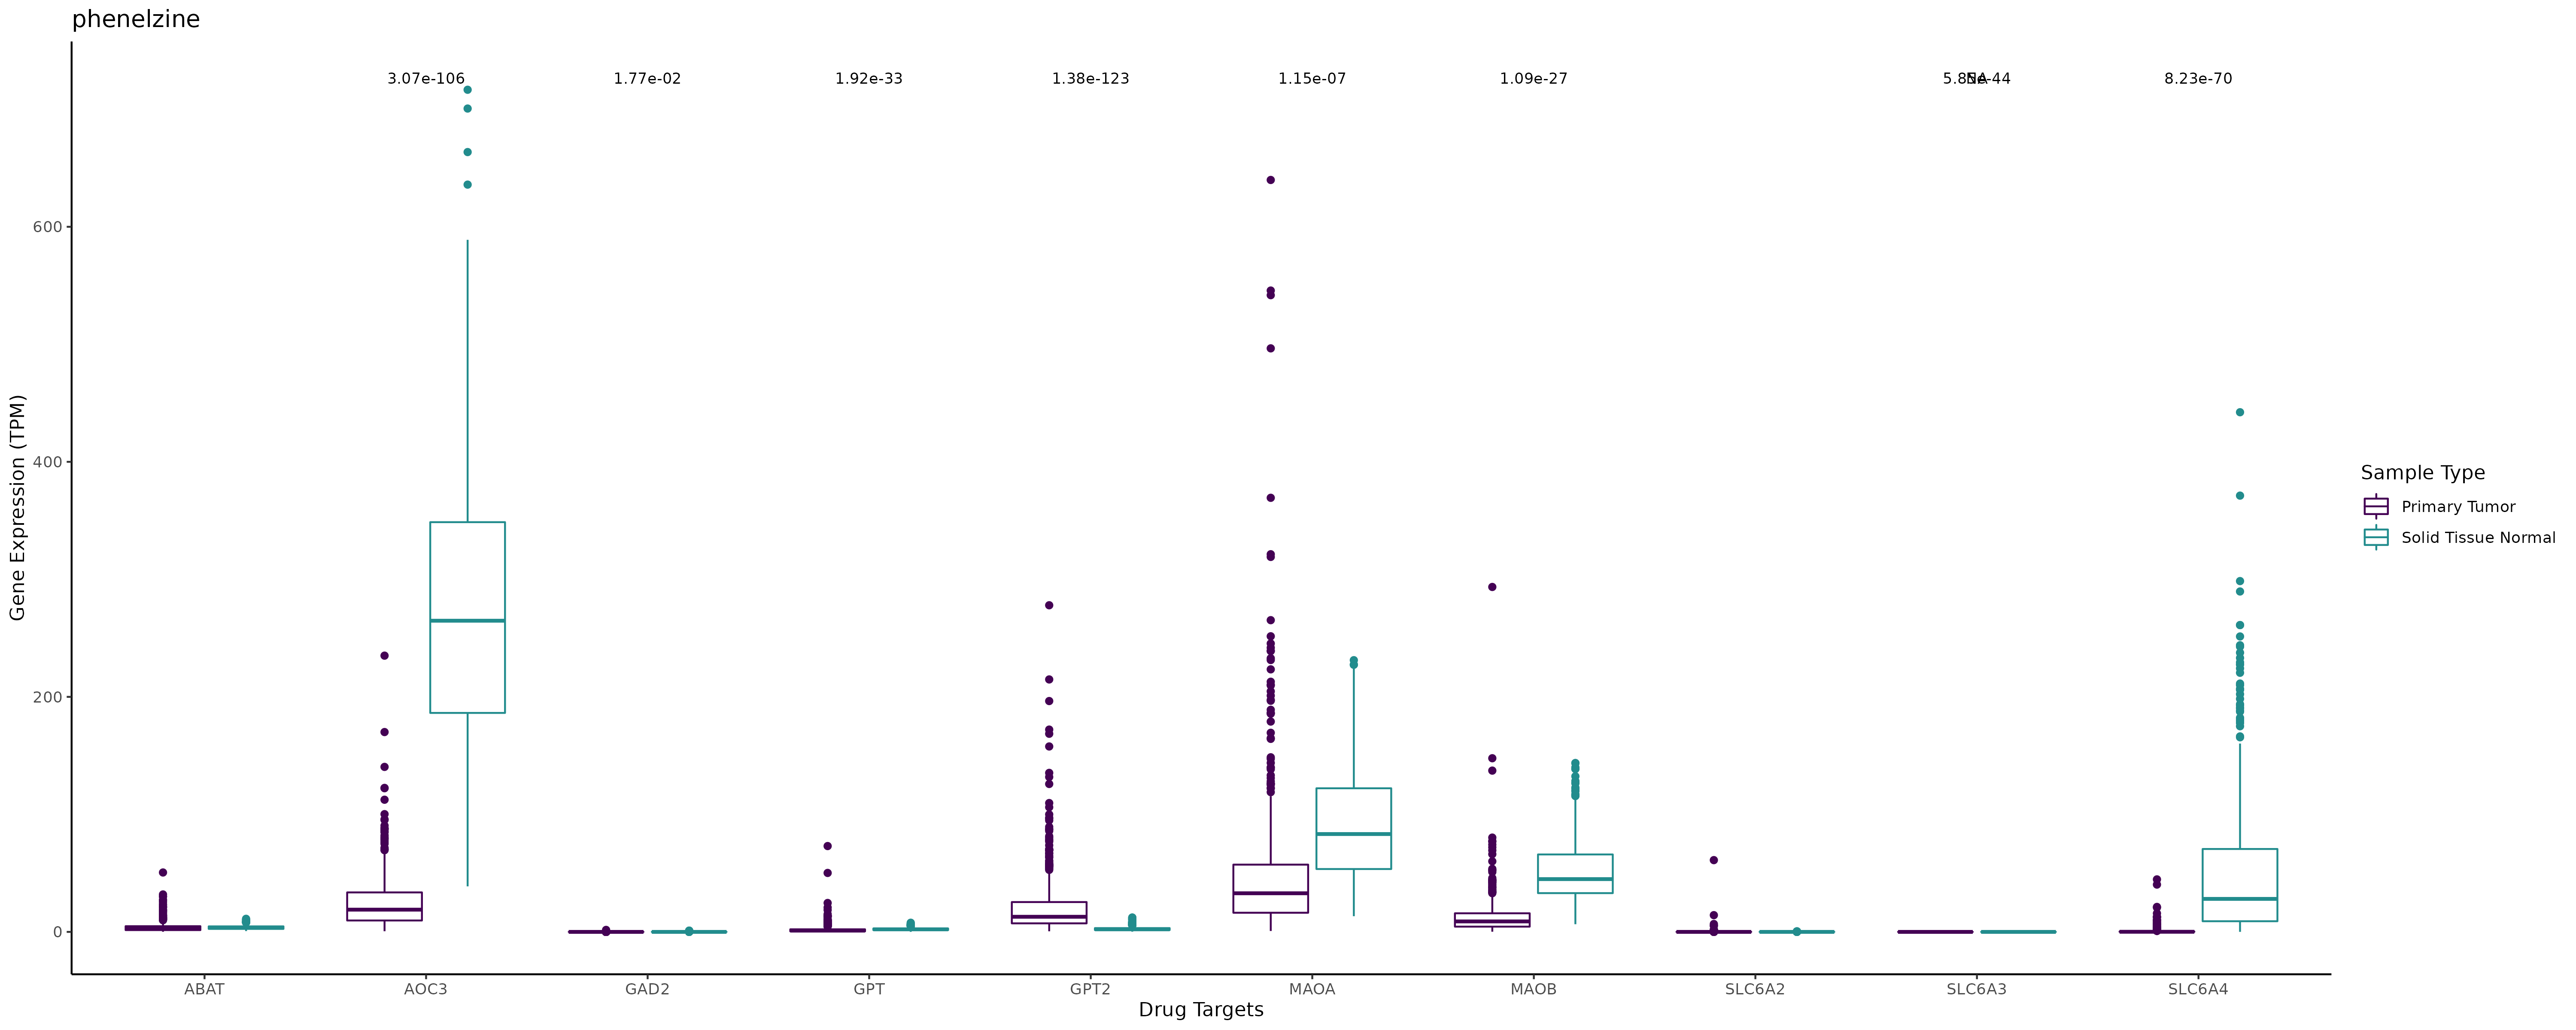 phenelzine
3.07e-106 1.77e-02 1.92e-33 1.38e-123 1.15e-07 1.09e-27 8.23e-70
Gene Expression (TPM)
600
400
200
0
ABAT AOC3 GAD2 GPT GPT2 MAOA MAOB SLC6A2 SLC6A3 SLC6A4
Drug Targets
Sample Type
Primary Tumor
Solid Tissue Normal